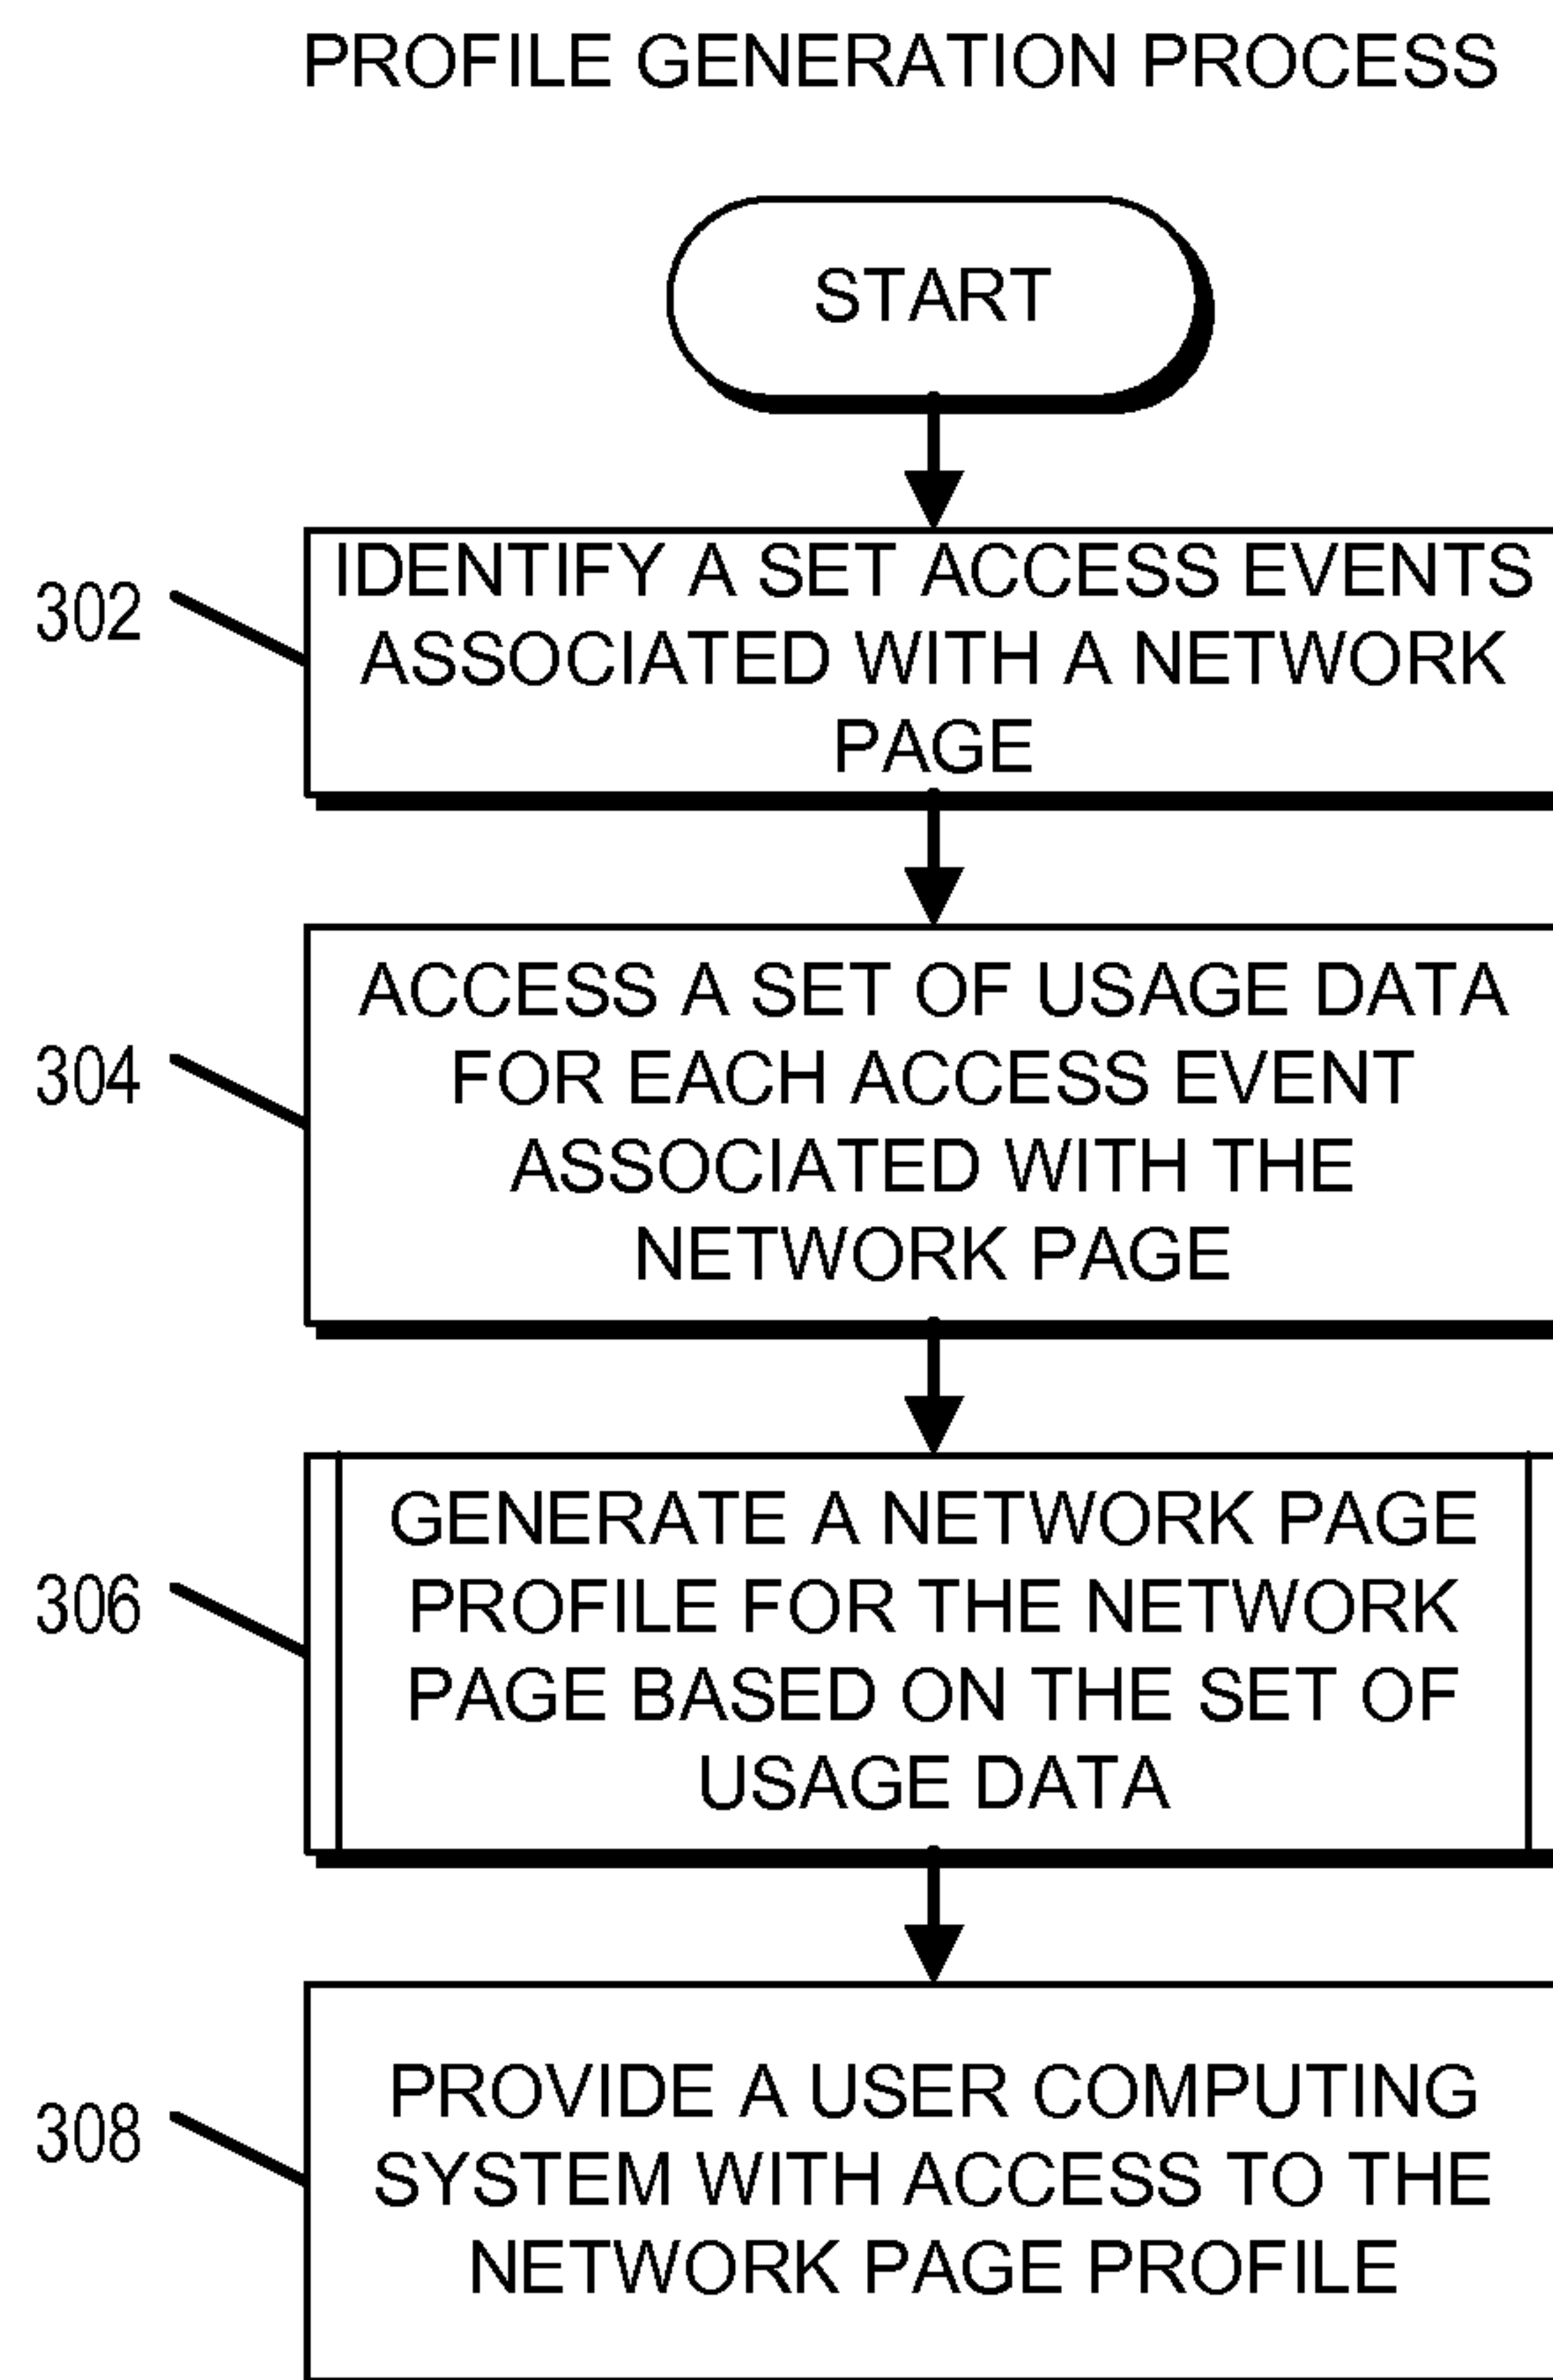 PROFILE GENERATION PROCESS
START
302
IDENTIFY A SET ACCESS EVENTS
ASSOCIATED WITH A NETWORK
PAGE
304
ACCESS A SET OF USAGE DATA
FOR EACH ACCESS EVENT
ASSOCIATED WITH THE
NETWORK PAGE
306
GENERATE A NETWORK PAGE
PROFILE FOR THE NETWORK
PAGE BASED ON THE SET OF
USAGE DATA
308
PROVIDE A USER COMPUTING
SYSTEM WITH ACCESS TO THE
NETWORK PAGE PROFILE